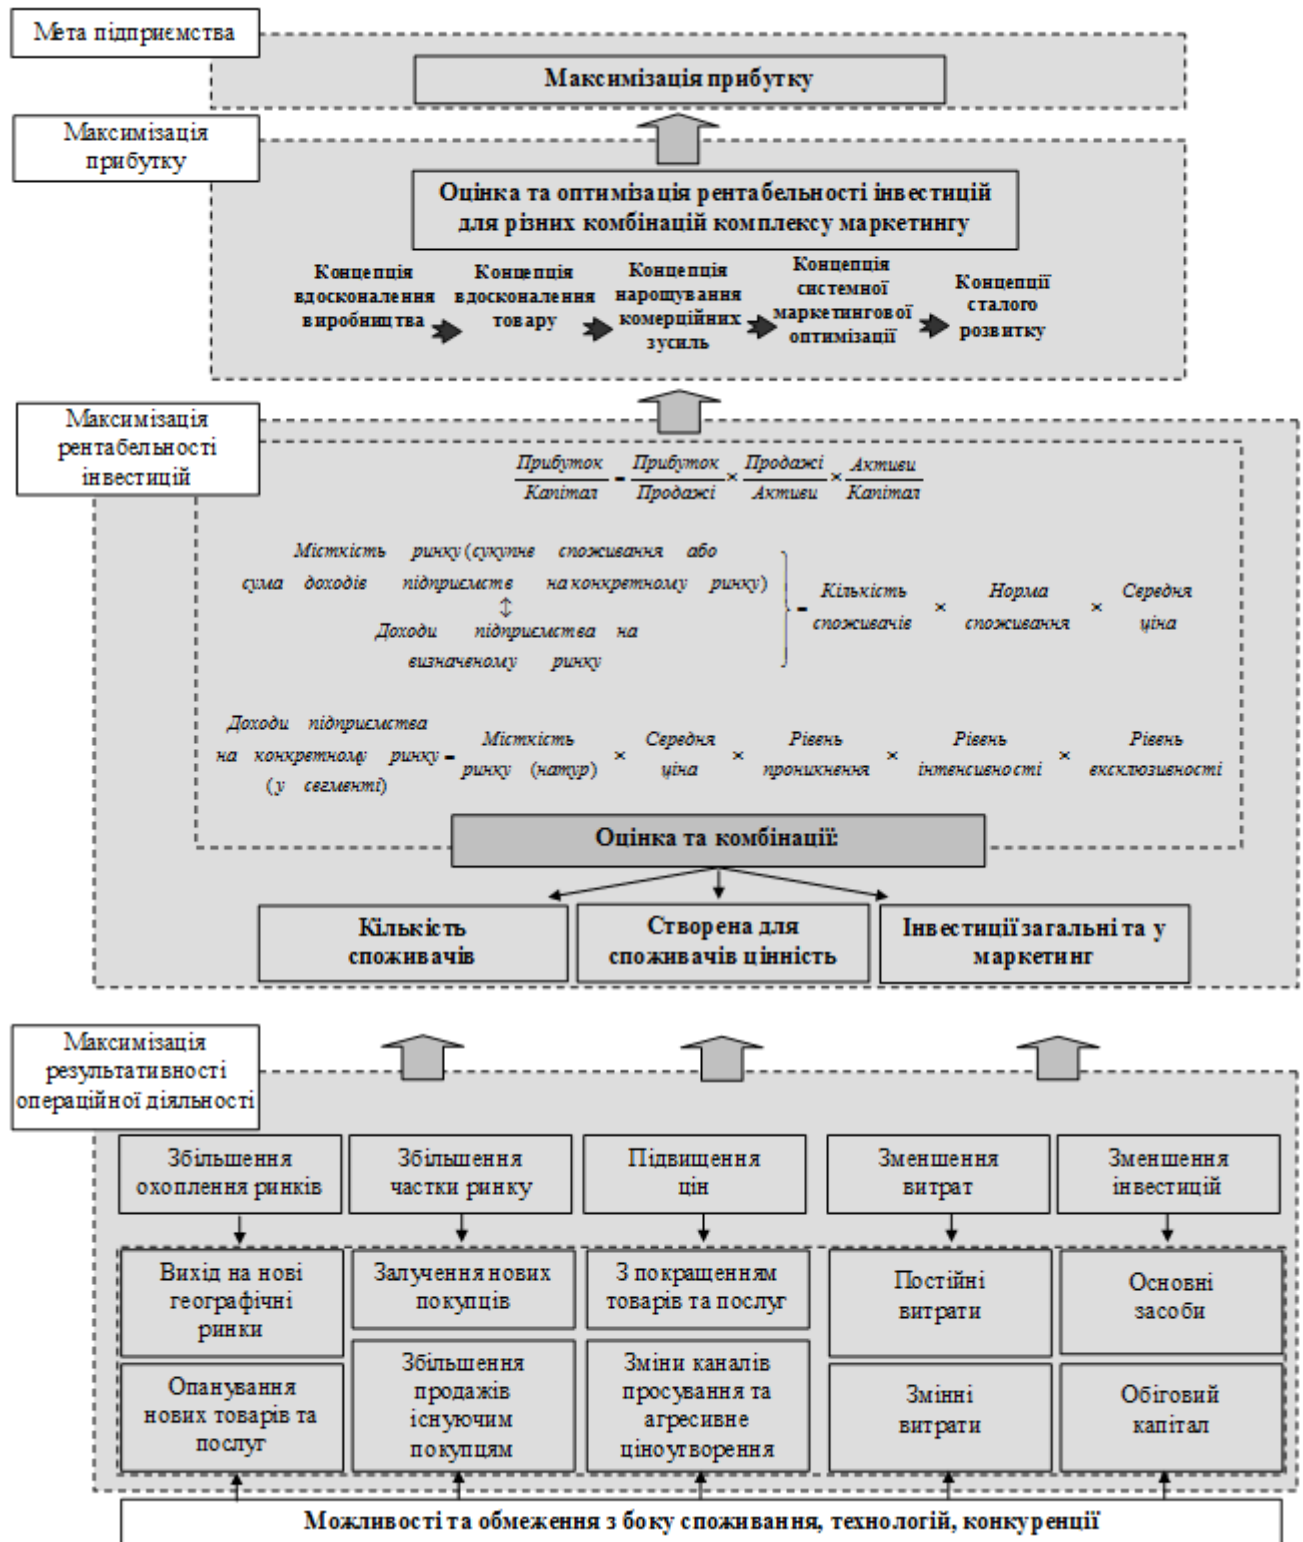 Мета підприємства
Максимізація прибутку
Максимізація
прибутку
Оцінка та оптимізація рентабельності інвестицій
для різних комбінацій комплексу маркетингу
Концепція
вдосконалення
виробництва
Концепція
вдосконалення
товару
Концепція
нарощування
комерційних
зусиль
Концепція
системної
маркетингової
оптимізації
Концепції
сталого
розвитку
Максимізація
рентабельності
інвестицій
Прибуток / Капітал = Прибуток / Продажі × Продажі / Активи × Активи / Капітал
Місткість ринку (сукупне споживання або
сума доходів підприємств на конкретному ринку)
↕
Доходи підприємства на
визначеному ринку
= Кількість споживачів × Норма споживання × Середня ціна
Доходи підприємства
на конкретному ринку
(у сегменті)
= Місткість ринку (натур) × Середня ціна × Рівень проникнення × Рівень інтенсивності × Рівень ексклюзивності
Оцінка та комбінації:
Кількість
споживачів
Створена для
споживачів цінність
Інвестиції загальні та у
маркетинг
Максимізація
результативності
операційної діяльності
Збільшення
охоплення ринків
Збільшення
частки ринку
Підвищення
цін
Зменшення
витрат
Зменшення
інвестицій
Вихід на нові
географічні
ринки
Залучення нових
покупців
З покращенням
товарів та послуг
Постійні
витрати
Основні
засоби
Опанування
нових товарів та
послуг
Збільшення
продажів
існуючим
покупцям
Зміни каналів
просування та
агресивне
ціноутворення
Змінні
витрати
Обіговий
капітал
Можливості та обмеження з боку споживання, технологій, конкуренції